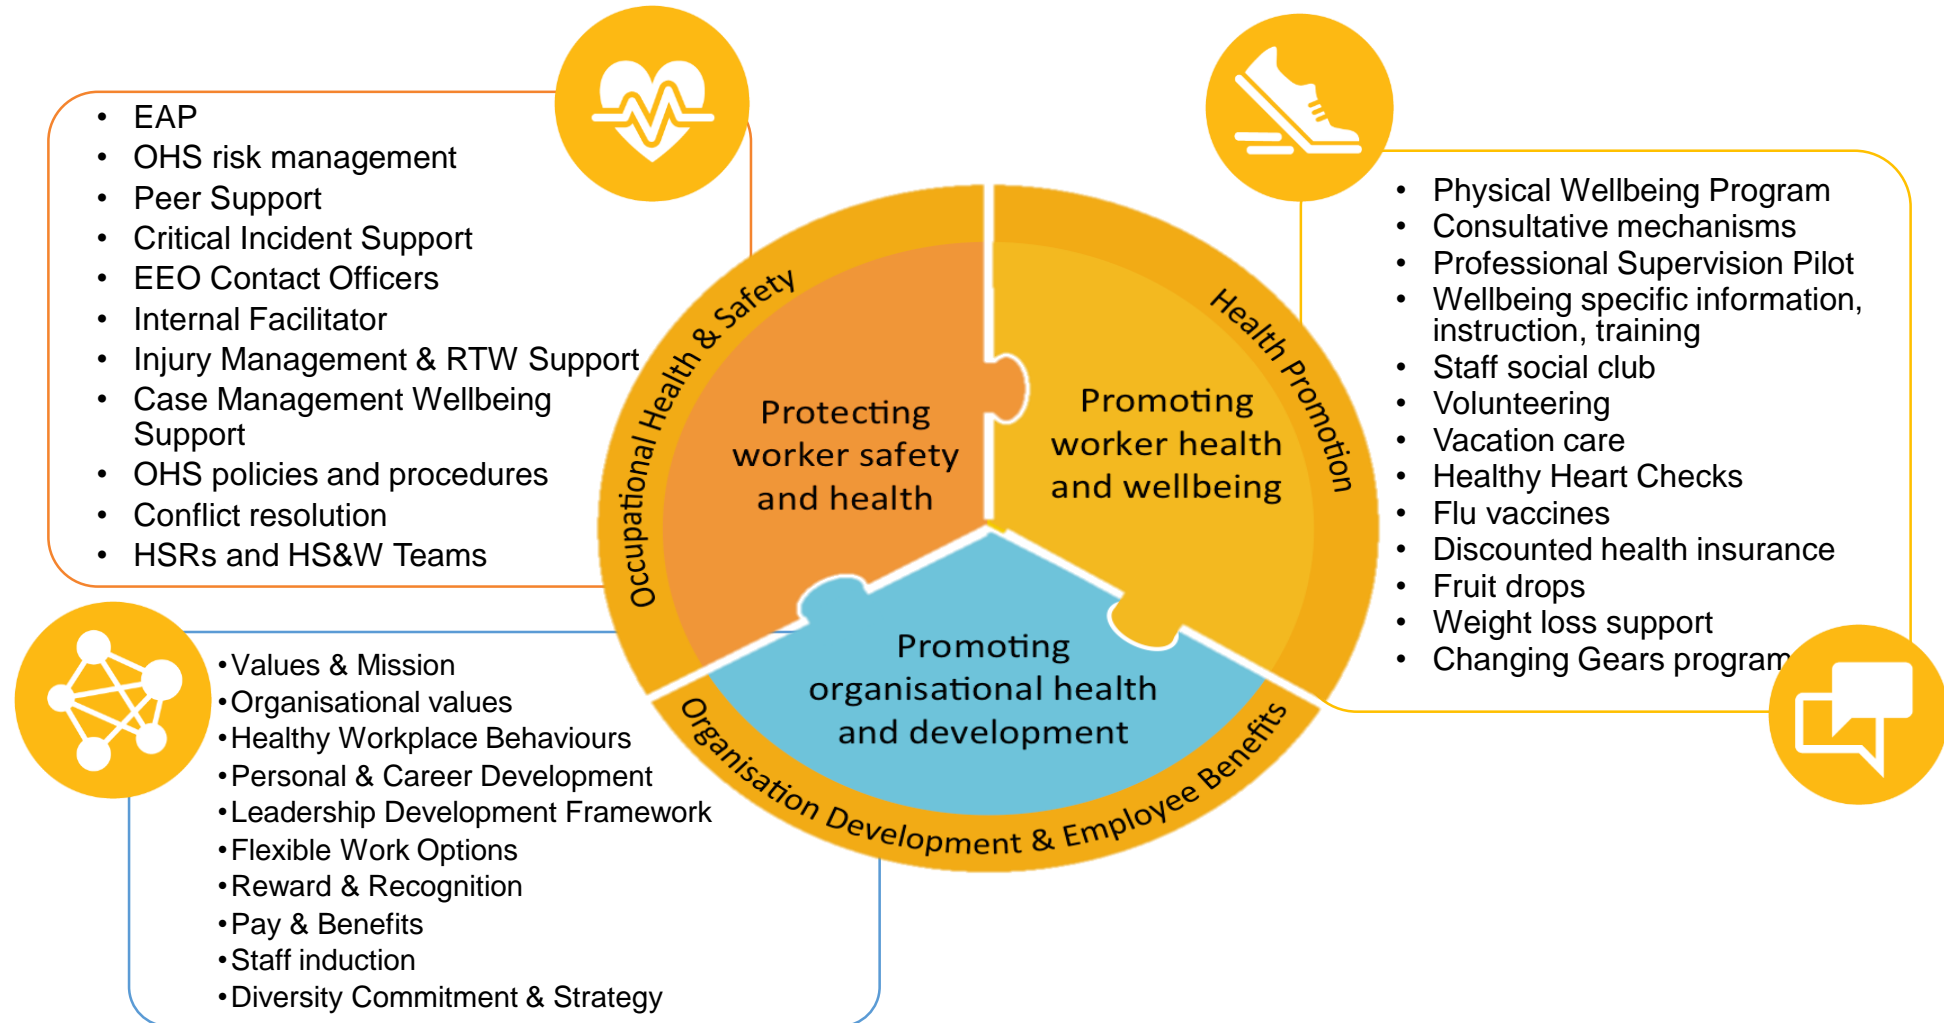 • EAP
• OHS risk management
• Peer Support
• Critical Incident Support
• EEO Contact Officers
• Internal Facilitator
• Injury Management & RTW Support
• Case Management Wellbeing
Support
• OHS policies and procedures
• Conflict resolution
• HSRs and HS&W Teams
• Physical Wellbeing Program
• Consultative mechanisms
• Professional Supervision Pilot
• Wellbeing specific information,
instruction, training
• Staff social club
• Volunteering
• Vacation care
• Healthy Heart Checks
• Flu vaccines
• Discounted health insurance
• Fruit drops
• Weight loss support
• Changing Gears program
Occupational Health & Safety
Protecting
worker safety
and health
Health Promotion
Promoting
worker health
and wellbeing
Promoting
organisational health
and development
Organisation Development & Employee Benefits
• Values & Mission
• Organisational values
• Healthy Workplace Behaviours
• Personal & Career Development
• Leadership Development Framework
• Flexible Work Options
• Reward & Recognition
• Pay & Benefits
• Staff induction
• Diversity Commitment & Strategy